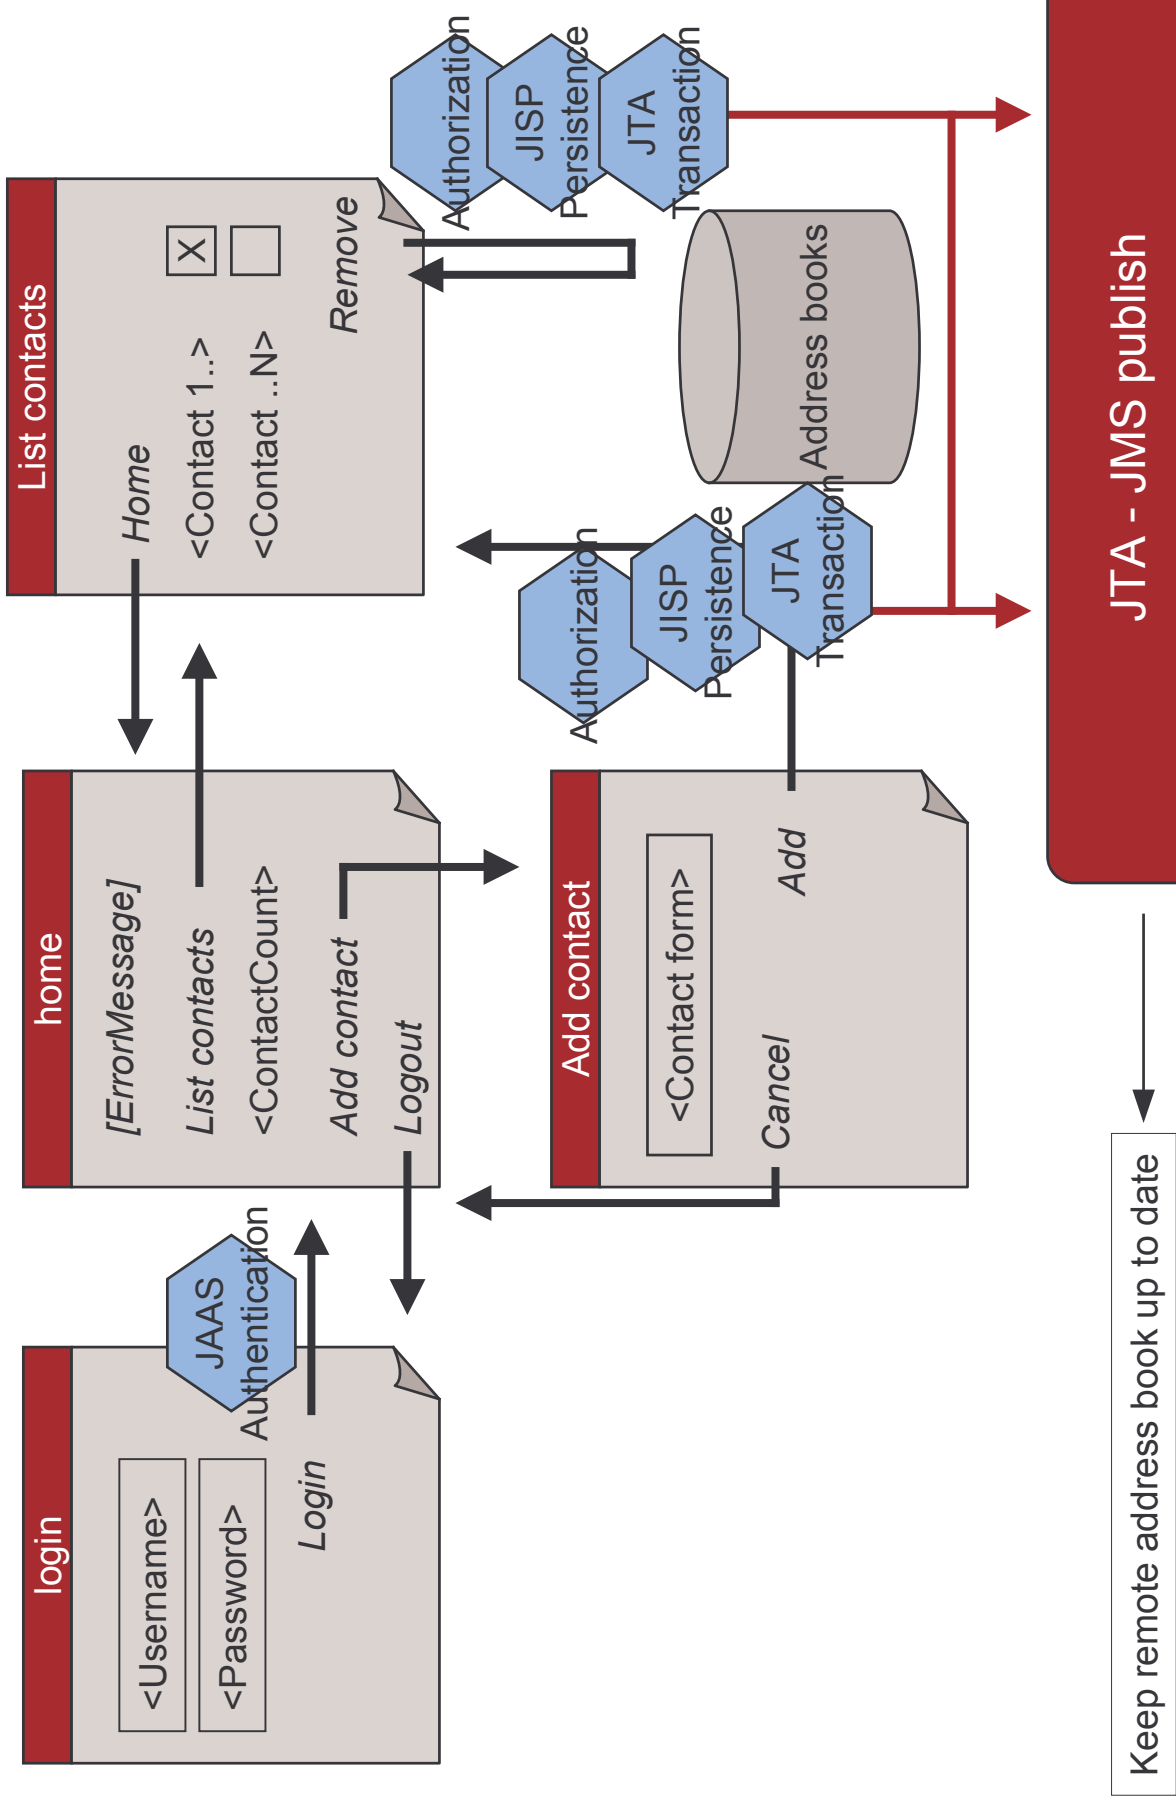 login
<Username>
<Password>
Login
JAAS
Authentication
home
[ErrorMessage]
List contacts
<ContactCount>
Add contact
Logout
List contacts
Home
<Contact 1..>
X
<Contact ..N>
Remove
Authorization
JISP
Persistence
JTA
Transaction
Add contact
<Contact form>
Cancel
Add
Authorization
JISP
Persistence
JTA
Transaction
Address books
JTA - JMS publish
Keep remote address book up to date